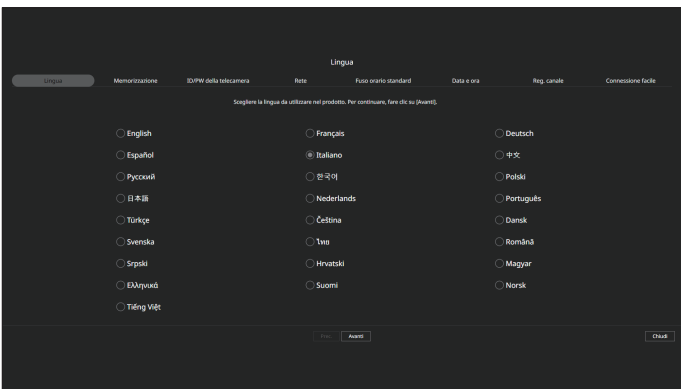 Lingua
Lingua Memorizzazione ID/PW della telecamera Rete Fuso orario standard Data e ora Reg. canale Connessione facile
Scegliere la lingua da utilizzare nel prodotto. Per continuare, fare clic su [Avanti].
English Français Deutsch
Español Italiano 中文
Русский 한국어 Polski
日本語 Nederlands Português
Türkçe Čeština Dansk
Svenska ไทย Română
Srpski Hrvatski Magyar
Ελληνικά Suomi Norsk
Tiếng Việt
Prec Avanti Chiudi